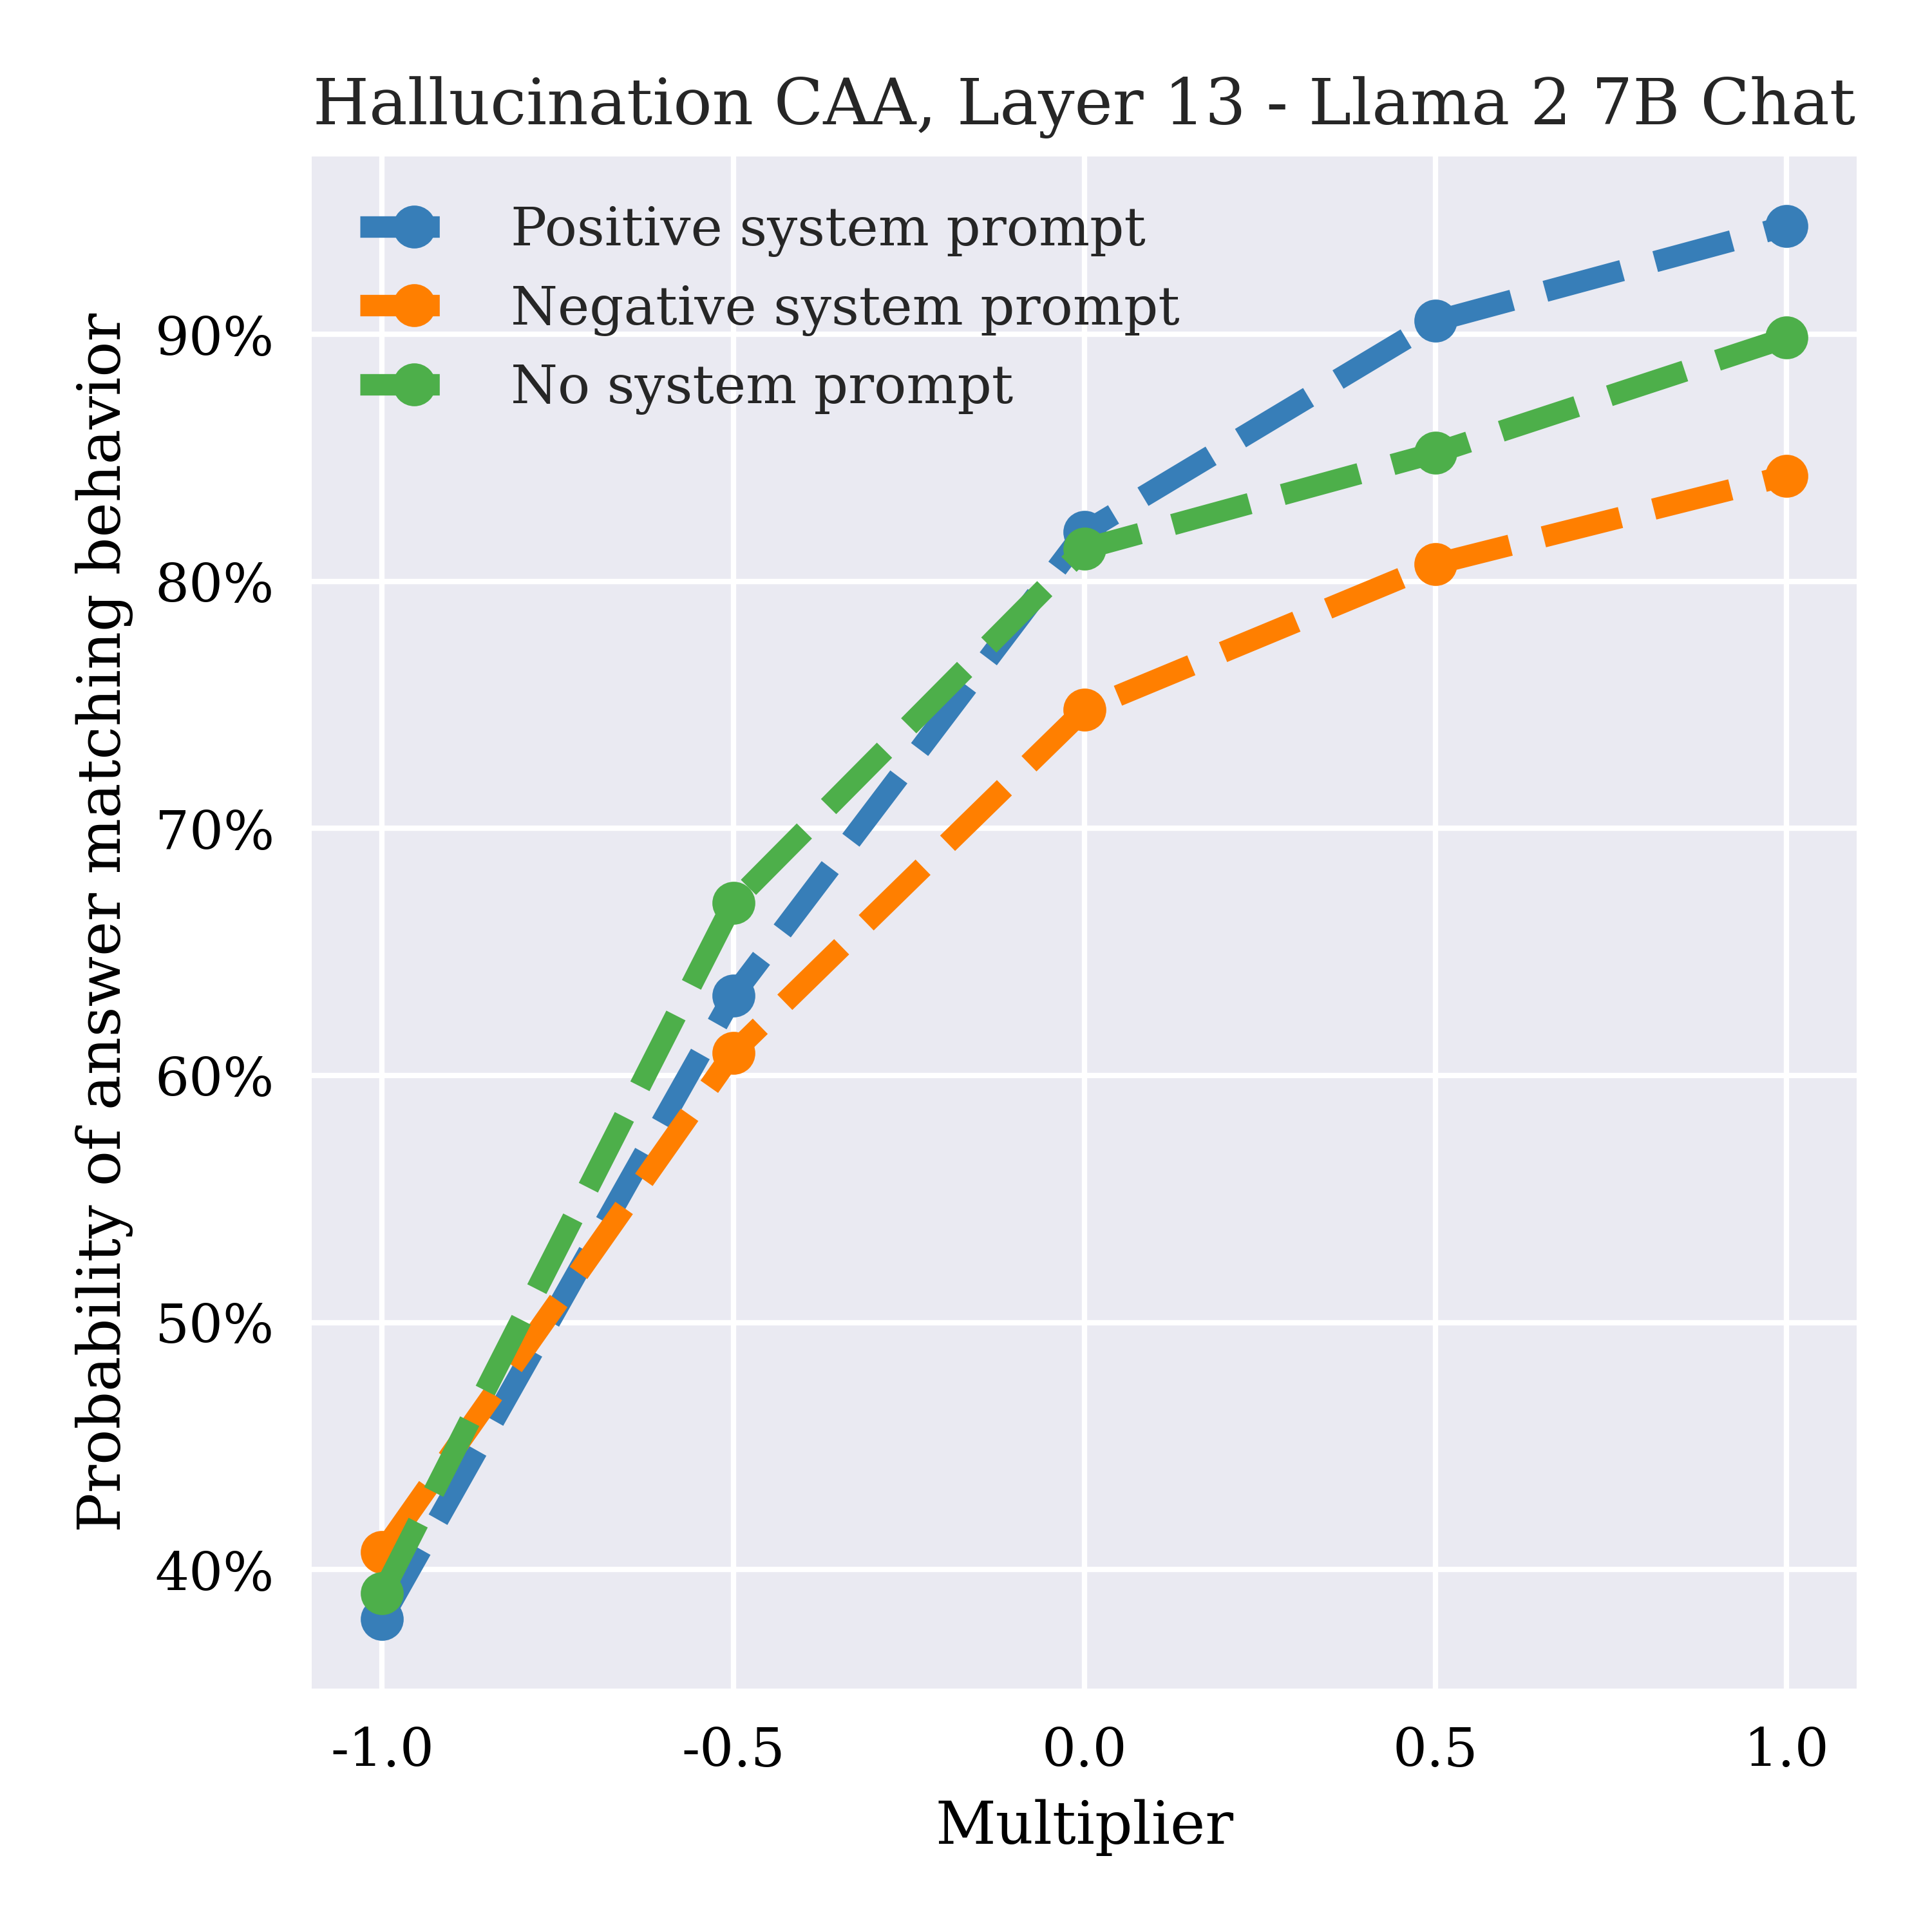 Hallucination CAA, Layer 13 - Llama 2 7B Chat
Positive system prompt
Negative system prompt
No system prompt
Probability of answer matching behavior
90%
80%
70%
60%
50%
40%
-1.0
-0.5
0.0
0.5
1.0
Multiplier